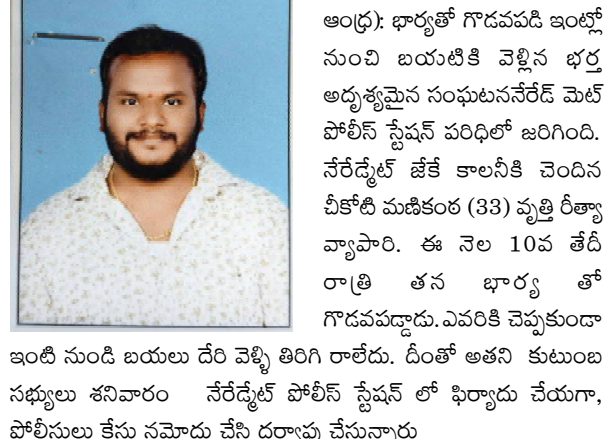 ఆంధ్ర): భార్యతో గొడవపడి ఇంట్లో
నుంచి బయటికి వెళ్లిన భర్త
అదృశ్యమైన సంఘటననేరేడ్ మెట్
పోలీస్ స్టేషన్ పరిధిలో జరిగింది.
నేరేడ్మేట్ జేకే కాలనీకి చెందిన
చీకోటి మణికంఠ (33) వృత్తి రీత్యా
వ్యాపారి. ఈ నెల 10వ తేదీ
రాత్రి తన భార్య తో
గొడవపడ్డాడు.ఎవరికి చెప్పకుండా
ఇంటి నుండి బయలు దేరి వెళ్ళి తిరిగి రాలేదు. దీంతో అతని కుటుంబ
సభ్యులు శనివారం నేరేడ్మేట్ పోలీస్ స్టేషన్ లో ఫిర్యాదు చేయగా,
పోలీసులు కేసు నమోదు చేసి దర్యాప్తు చేస్తున్నారు